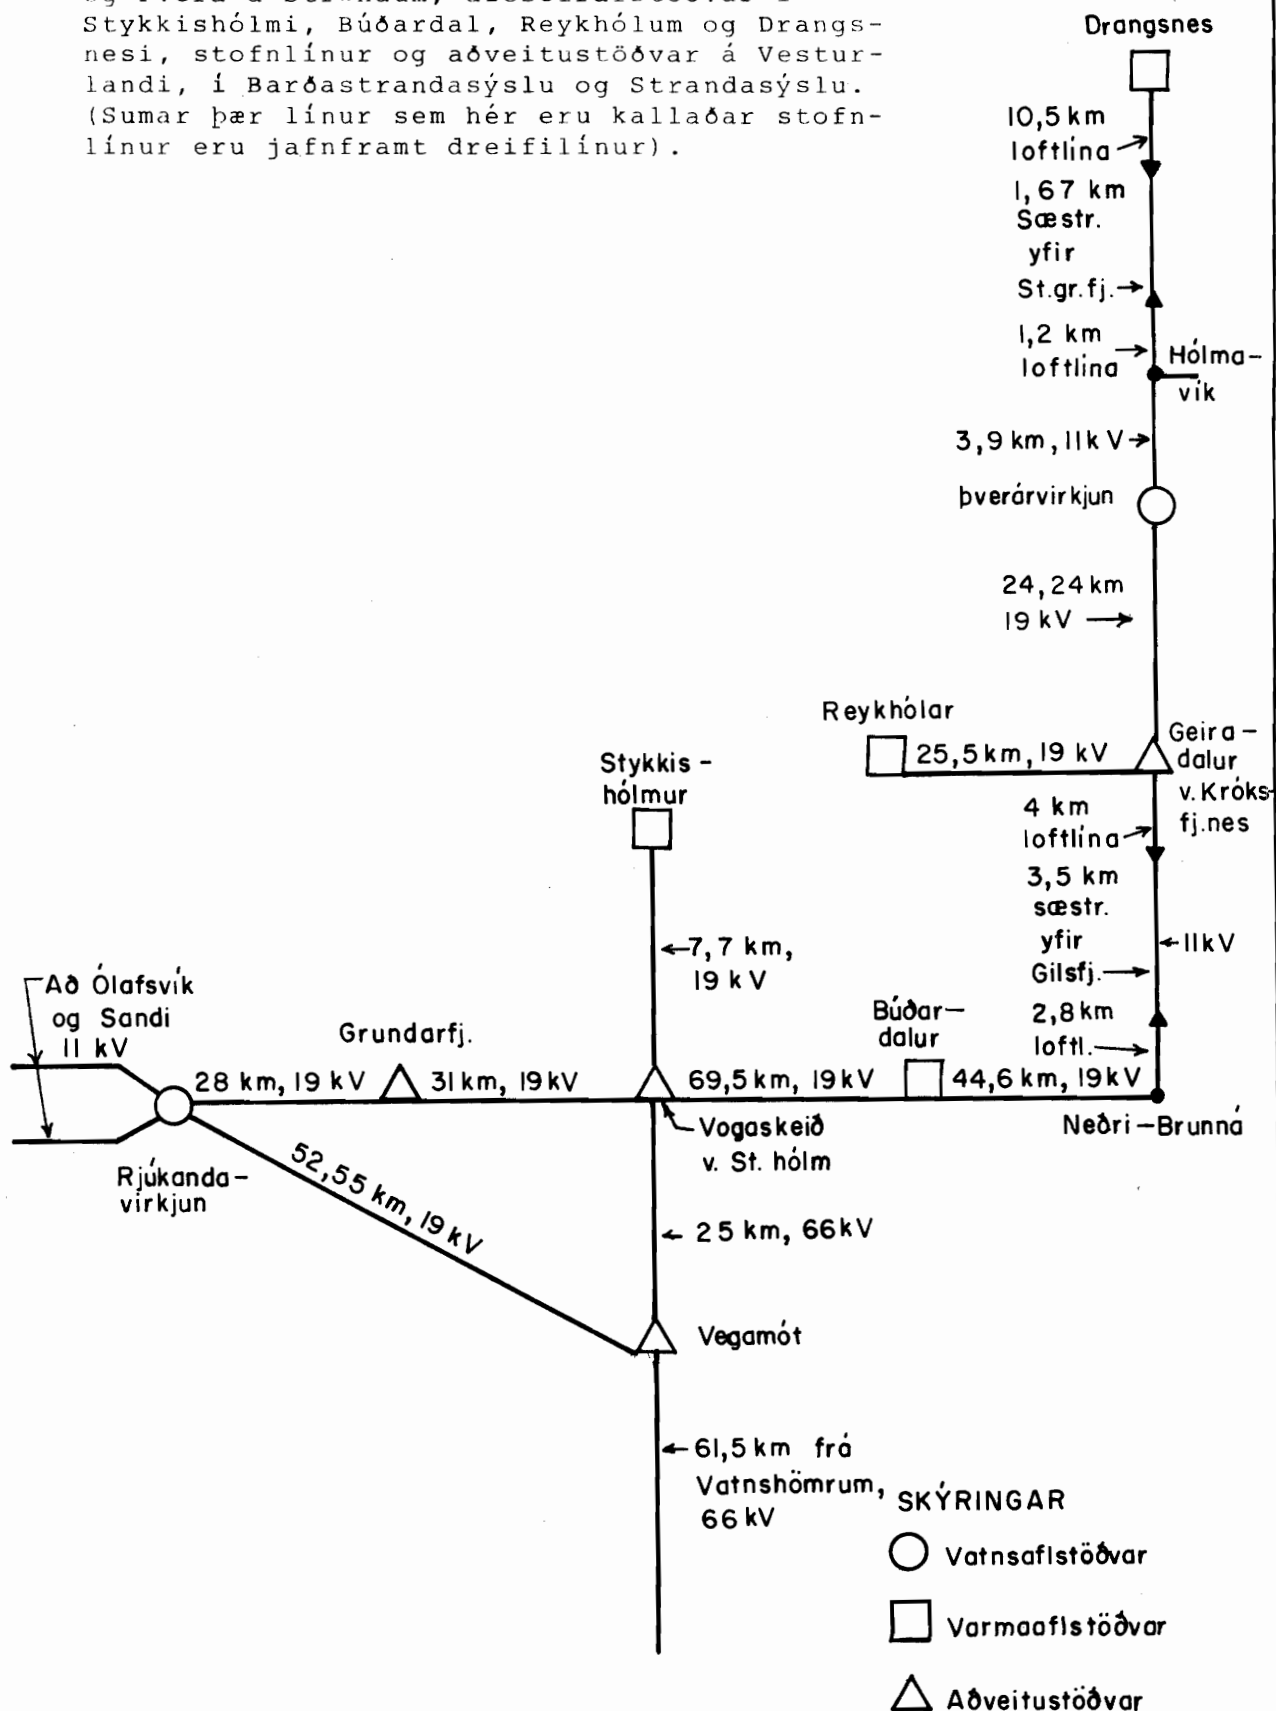 Stykkishólmi, Búðardal, Reykhólum og Drangs-
nesi, stofnlínur og aðveitustöðvar á Vestur-
landi, í Barðastrandasýslu og Strandasýslu.
(Sumar þær línur sem hér eru kallaðar stofn-
línur eru jafnframt dreifilínur).
Drangsnes
10,5 km
loftlína
1,67 km
Sæstr.
yfir
St.gr.fj.
1,2 km
loftlína
Hólma-
vík
3,9 km, 11 kV
Þverárvirkjun
24,24 km
19 kV
Reykhólar
25,5 km, 19 kV
Geira-
dalur
v. Króks-
fj.nes
4 km
loftlína
3,5 km
sæstr.
yfir
Gilsfj.
11 kV
2,8 km
loftl.
Stykkis-
hólmur
7,7 km,
19 kV
Að Ólafsvík
og Sandi
11 kV
Grundarfj.
Búðar-
dalur
28 km, 19 kV
31 km, 19 kV
69,5 km, 19 kV
44,6 km, 19 kV
Neðri-Brunná
Vogaskeið
v. St. hólm
Rjúkanda-
virkjun
52,55 km, 19 kV
25 km, 66 kV
Vegamót
61,5 km frá
Vatnshömrum,
66 kV
SKÝRINGAR
Vatnsaflstöðvar
Varmaaflstöðvar
Aðveitustöðvar